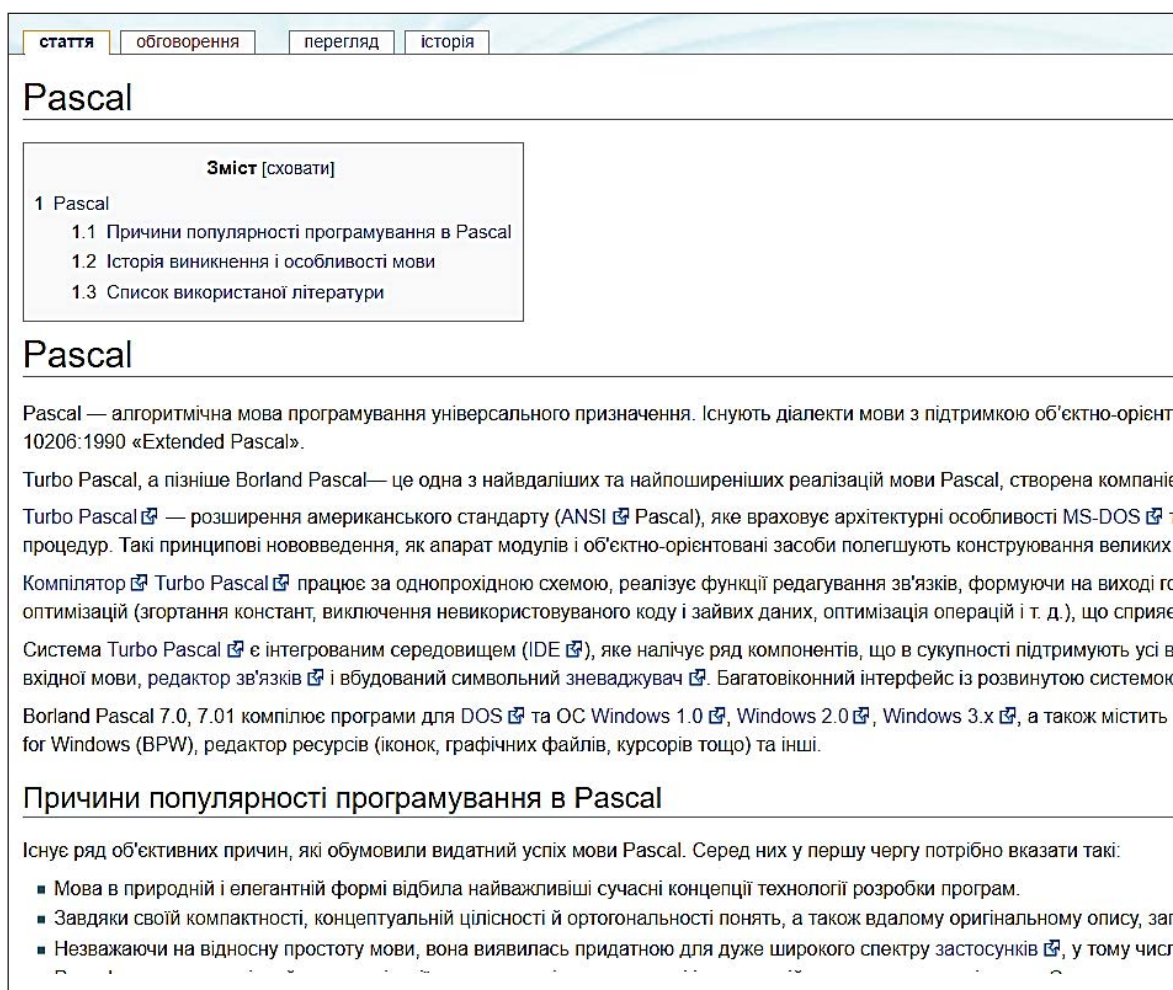 стаття обговорення перегляд історія
Pascal
Зміст [сховати]
1 Pascal
1.1 Причини популярності програмування в Pascal
1.2 Історія виникнення і особливості мови
1.3 Список використаної літератури
Pascal
Pascal — алгоритмічна мова програмування універсального призначення. Існують діалекти мови з підтримкою об’єктно-орієнт
10206:1990 «Extended Pascal».
Turbo Pascal, а пізніше Borland Pascal— це одна з найвдаліших та найпоширеніших реалізацій мови Pascal, створена компаніє
Turbo Pascal — розширення американського стандарту (ANSI Pascal), яке враховує архітектурні особливості MS-DOS т
процедур. Такі принципові нововведення, як апарат модулів і об'єктно-орієнтовані засоби полегшують конструювання великих
Компілятор Turbo Pascal працює за однопрохідною схемою, реалізує функції редагування зв'язків, формуючи на виході го
оптимізацій (згортання констант, виключення невикористовуваного коду і зайвих даних, оптимізація операцій і т. д.), що сприяє
Система Turbo Pascal є інтегрованим середовищем (IDE), яке налічує ряд компонентів, що в сукупності підтримують усі в
вхідної мови, редактор зв'язків і вбудований символьний зневаджувач. Багатовіконний інтерфейс із розвинутою системою
Borland Pascal 7.0, 7.01 компілює програми для DOS та ОС Windows 1.0, Windows 2.0, Windows 3.x, а також містить
for Windows (BPW), редактор ресурсів (іконок, графічних файлів, курсорів тощо) та інші.
Причини популярності програмування в Pascal
Існує ряд об'єктивних причин, які обумовили видатний успіх мови Pascal. Серед них у першу чергу потрібно вказати такі:
Мова в природній і елегантній формі відбила найважливіші сучасні концепції технології розробки програм.
Завдяки своїй компактності, концептуальній цілісності й ортогональності понять, а також вдалому оригінальному опису, заг
Незважаючи на відносну простоту мови, вона виявилась придатною для дуже широкого спектру застосунків, у тому числ